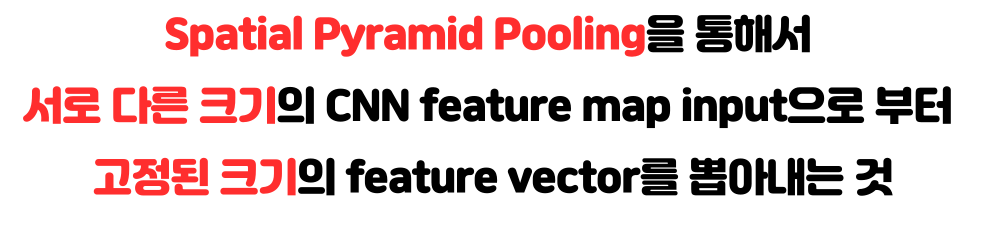 Spatial Pyramid Pooling을 통해서
서로 다른 크기의 CNN feature map input으로 부터
고정된 크기의 feature vector를 뽑아내는 것